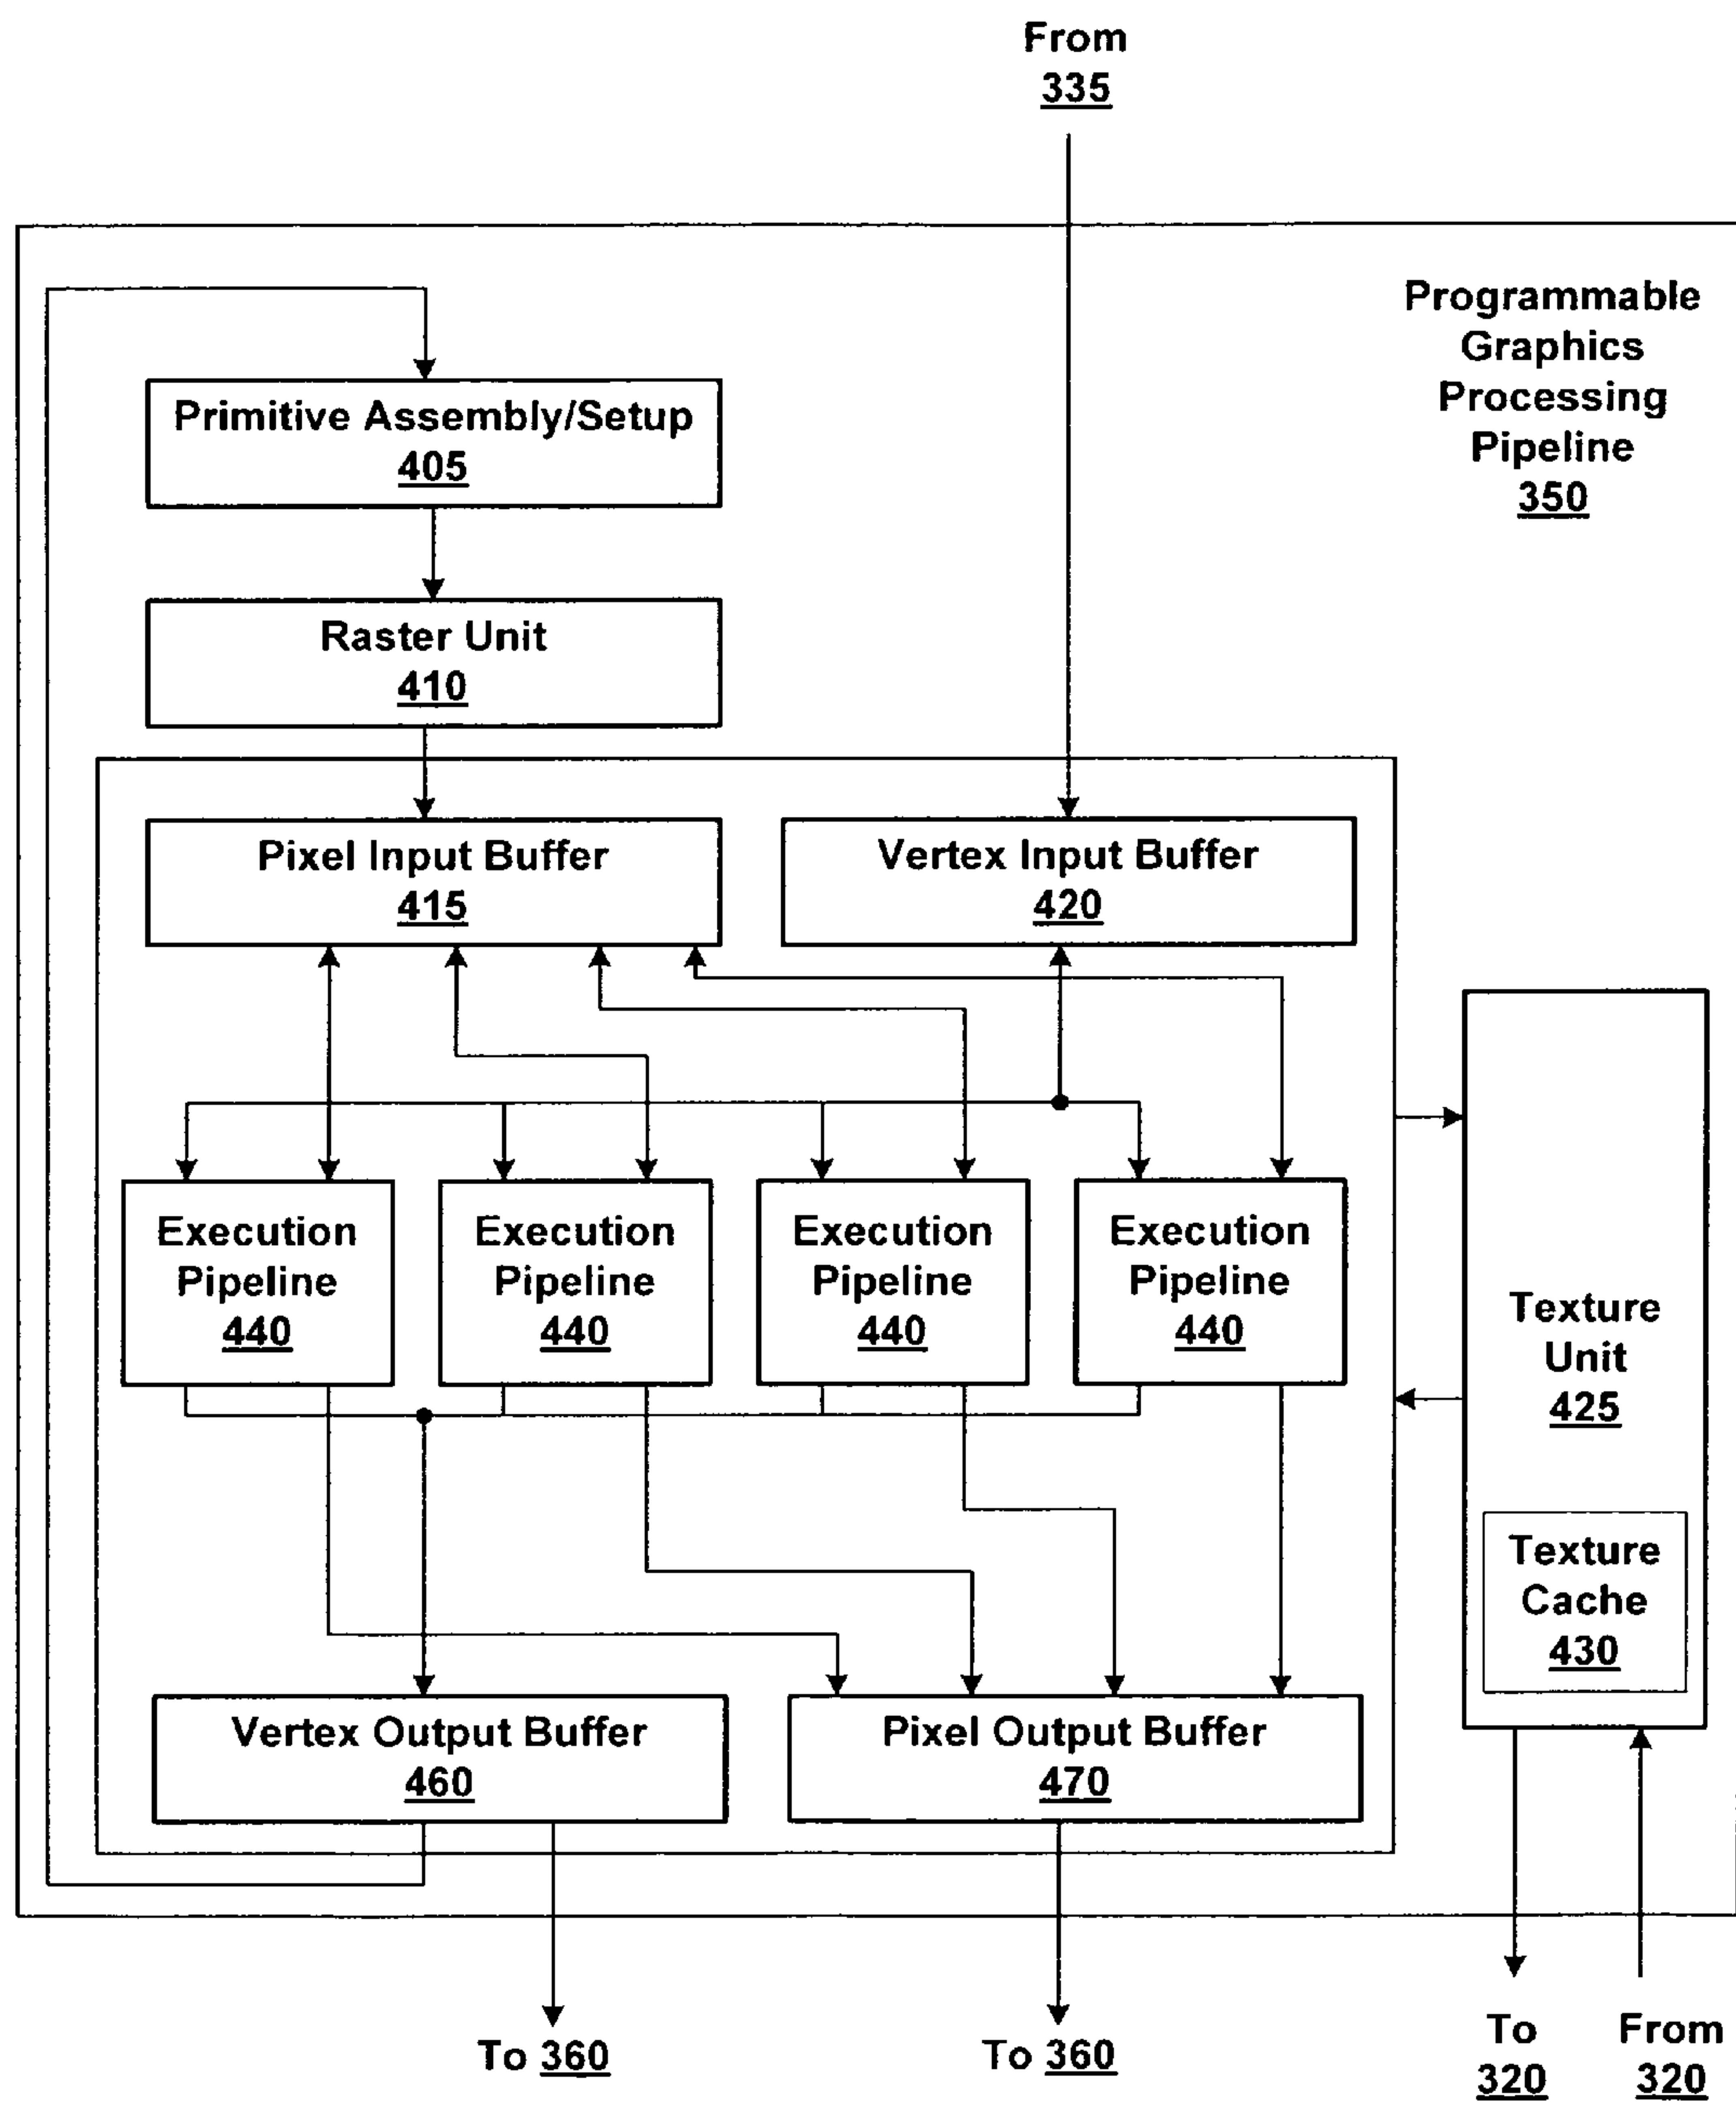 From
335
Programmable
Graphics
Processing
Pipeline
350
Primitive Assembly/Setup
405
Raster Unit
410
Pixel Input Buffer
415
Vertex Input Buffer
420
Execution
Pipeline
440
Execution
Pipeline
440
Execution
Pipeline
440
Execution
Pipeline
440
Texture
Unit
425
Texture
Cache
430
Vertex Output Buffer
460
Pixel Output Buffer
470
To 360
To 360
To
320
From
320